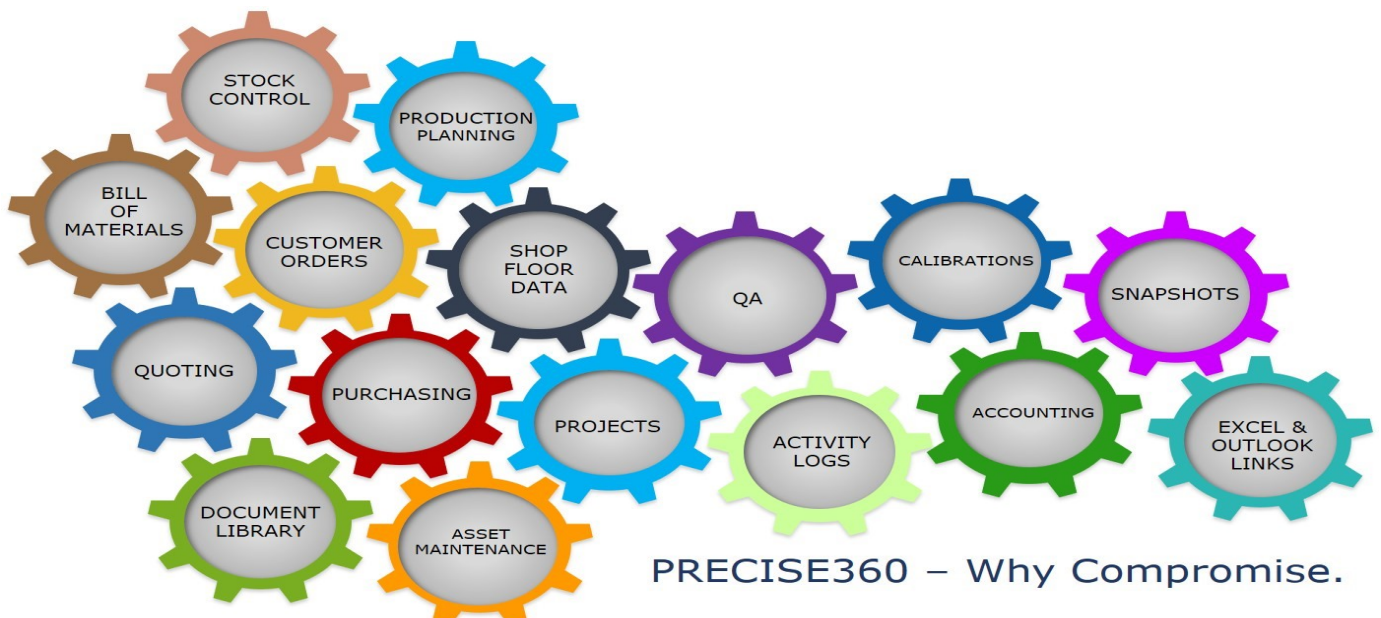 STOCK
CONTROL
PRODUCTION
PLANNING
BILL
OF
MATERIALS
CUSTOMER
ORDERS
SHOP
FLOOR
DATA
QA
CALIBRATIONS
SNAPSHOTS
QUOTING
PURCHASING
PROJECTS
ACTIVITY
LOGS
ACCOUNTING
EXCEL &
OUTLOOK
LINKS
DOCUMENT
LIBRARY
ASSET
MAINTENANCE
PRECISE360 – Why Compromise.